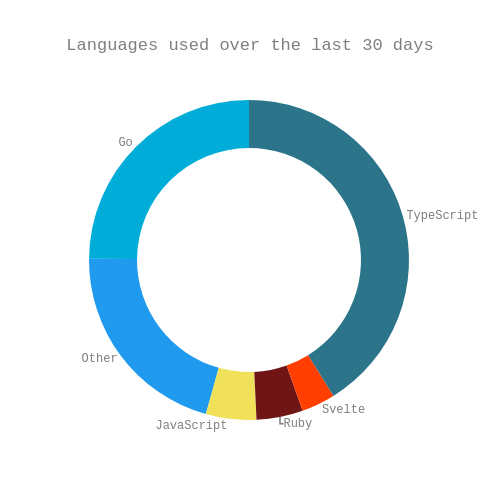 Languages used over the last 30 days
Go
TypeScript
Other
Svelte
Ruby
JavaScript